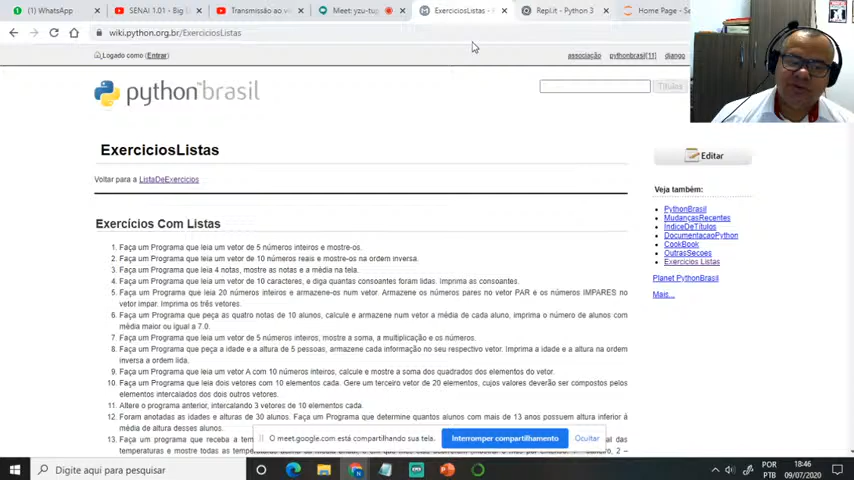 (1) WhatsApp
SENAI 1.01 - Big
Transmissão ao v
Meet: yzu-tup
ExerciciosListas - P
Repl.it - Python 3
Home Page - Se
wiki.python.org.br/ExerciciosListas
Logado como (Entrar)
associação pythonbrasil[11] django
python brasil
Títulos
ExerciciosListas
Editar
Voltar para a ListaDeExercicios
Veja também:
PythonBrasil
MudançasRecentes
ÍndiceDeTítulos
DocumentacaoPython
CookBook
OutrasSecoes
Exercicios Listas
Planet PythonBrasil
Mais...
Exercícios Com Listas
1. Faça um Programa que leia um vetor de 5 números inteiros e mostre-os.
2. Faça um Programa que leia um vetor de 10 números reais e mostre-os na ordem inversa.
3. Faça um Programa que leia 4 notas, mostre as notas e a média na tela.
4. Faça um Programa que leia um vetor de 10 caracteres, e diga quantas consoantes foram lidas. Imprima as consoantes.
5. Faça um Programa que leia 20 números inteiros e armazene-os num vetor. Armazene os números pares no vetor PAR e os números IMPARES no
vetor impar. Imprima os três vetores.
6. Faça um Programa que peça as quatro notas de 10 alunos, calcule e armazene num vetor a média de cada aluno, imprima o número de alunos com
média maior ou igual a 7.0.
7. Faça um Programa que leia um vetor de 5 números inteiros, mostre a soma, a multiplicação e os números.
8. Faça um Programa que peça a idade e a altura de 5 pessoas, armazene cada informação no seu respectivo vetor. Imprima a idade e a altura na ordem
inversa a ordem lida.
9. Faça um Programa que leia um vetor A com 10 números inteiros, calcule e mostre a soma dos quadrados dos elementos do vetor.
10. Faça um Programa que leia dois vetores com 10 elementos cada. Gere um terceiro vetor de 20 elementos, cujos valores deverão ser compostos pelos
elementos intercalados dos dois outros vetores.
11. Altere o programa anterior, intercalando 3 vetores de 10 elementos cada.
12. Foram anotadas as idades e alturas de 30 alunos. Faça um Programa que determine quantos alunos com mais de 13 anos possuem altura inferior à
média de altura desses alunos.
13. Faça um programa que receba a tem
temperaturas e mostre todas as
O meet.google.com está compartilhando sua tela.
Interromper compartilhamento
Ocultar
Digite aqui para pesquisar
POR
PTB
18:46
09/07/2020